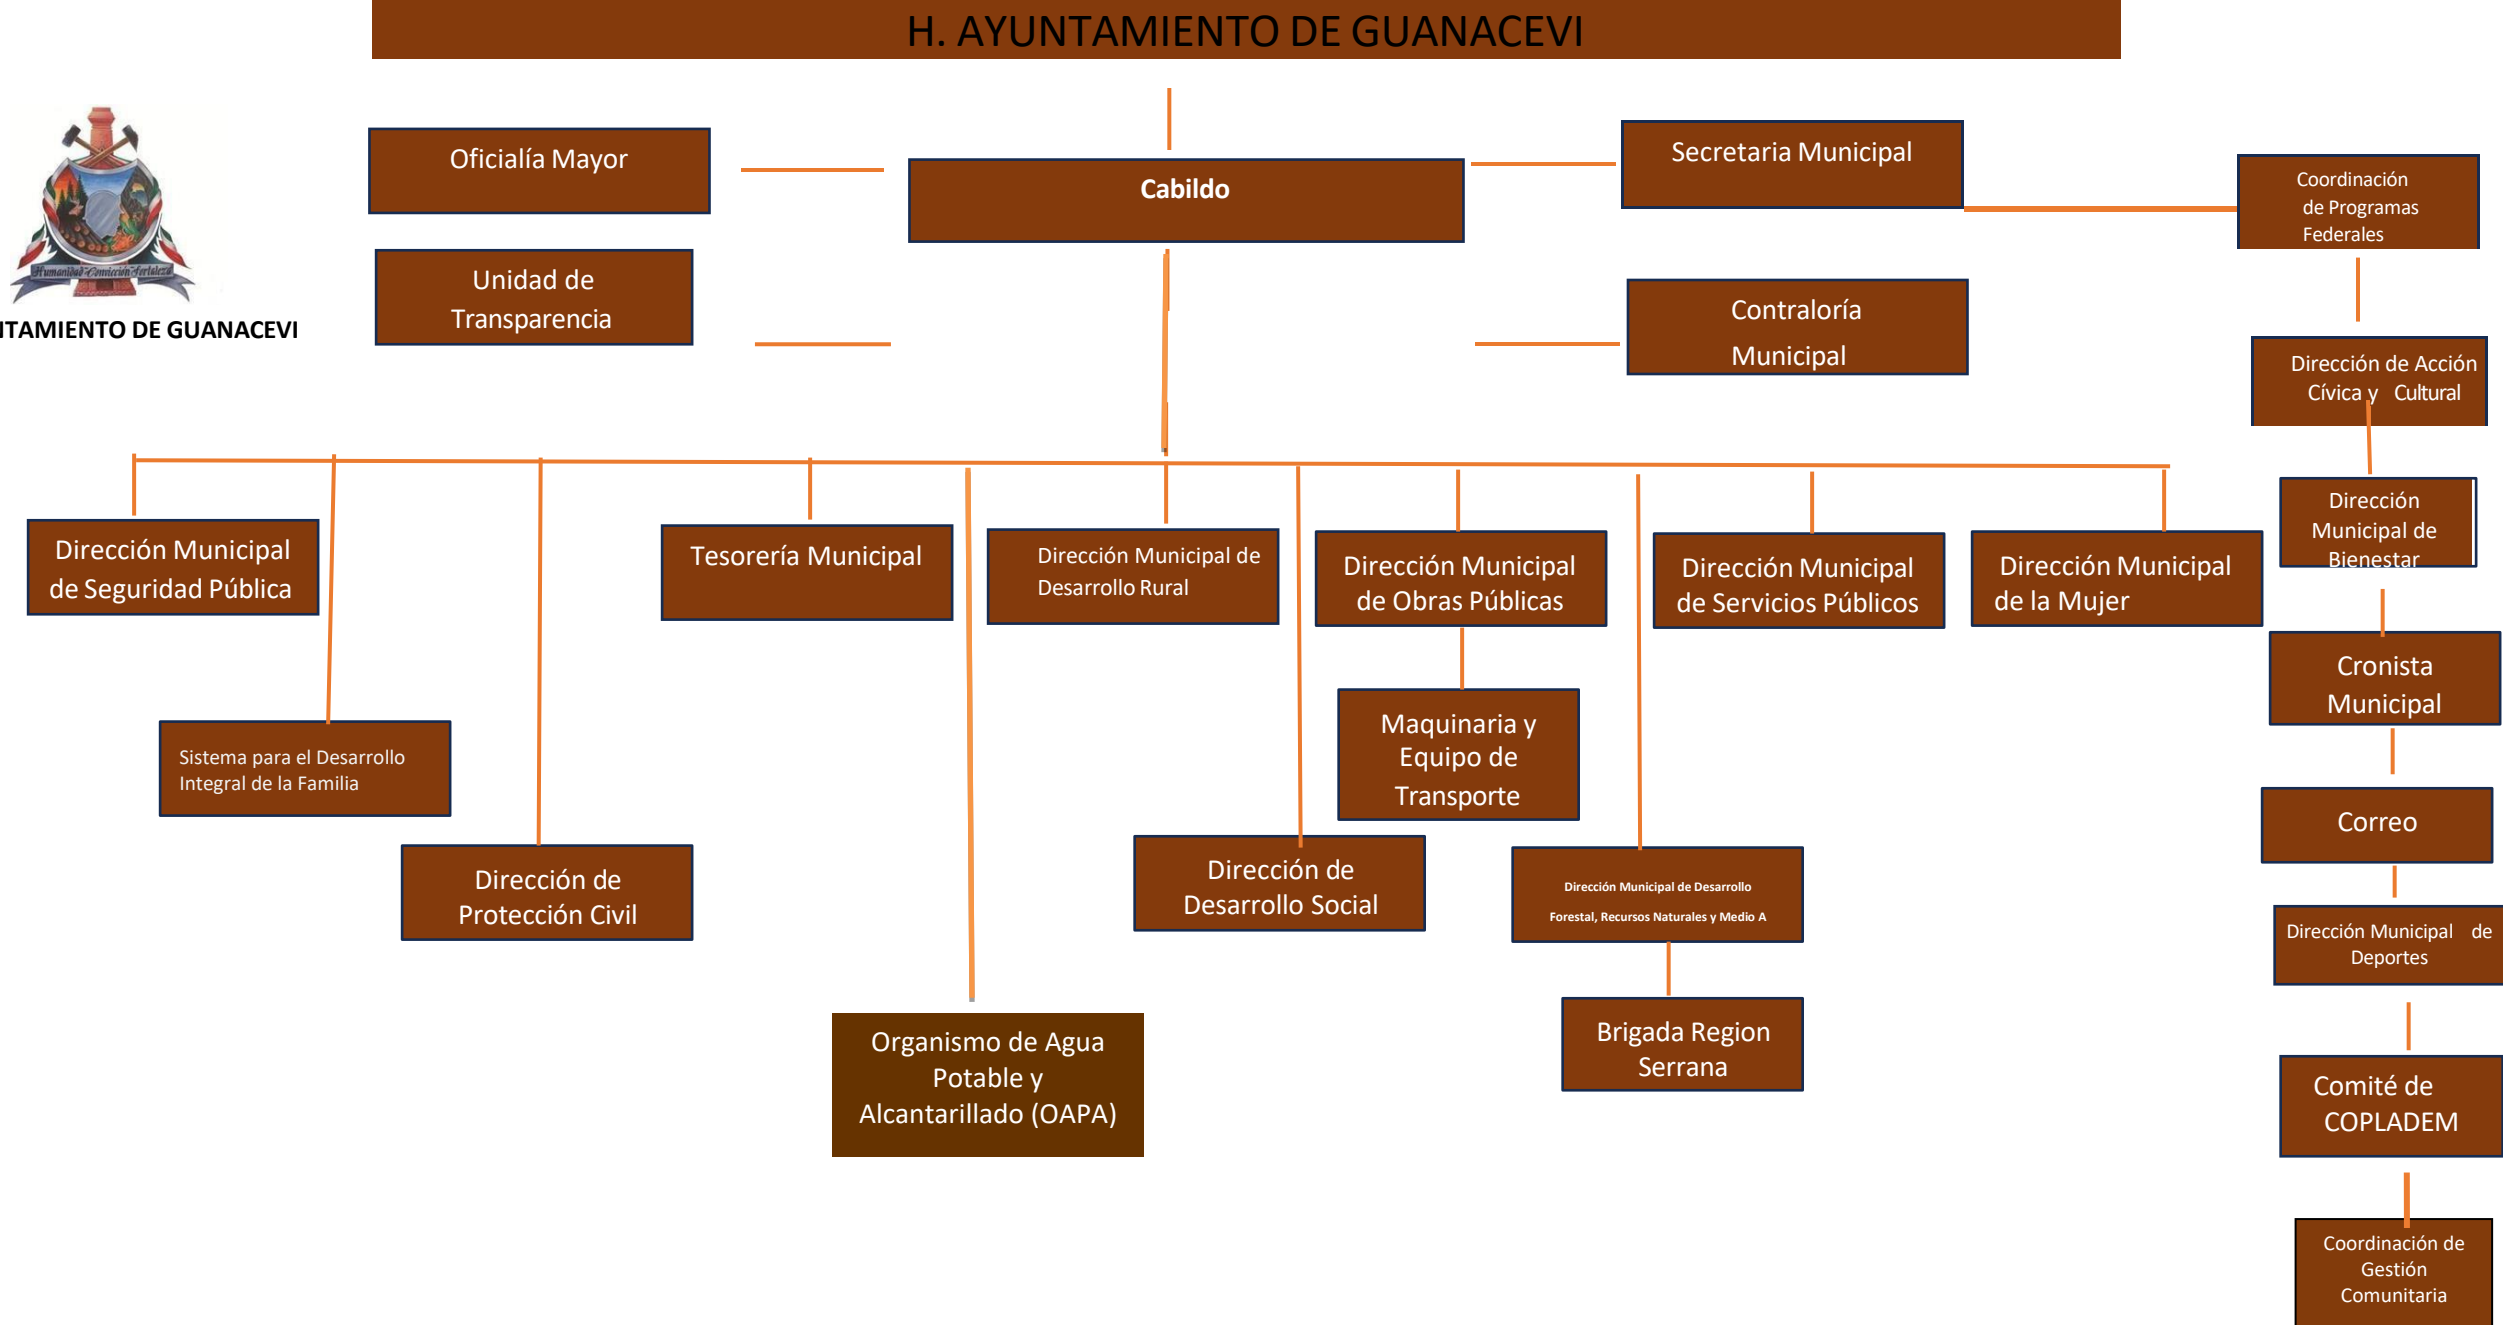 H. AYUNTAMIENTO DE GUANACEVI
Humanidad Convicción Fortaleza
NTAMIENTO DE GUANACEVI
Oficialía Mayor
Unidad de
Transparencia
Cabildo
Secretaria Municipal
Contraloría
Municipal
Coordinación
de Programas
Federales
Dirección de Acción
Cívica y Cultural
Dirección
Municipal de
Bienestar
Cronista
Municipal
Correo
Dirección Municipal de
Deportes
Comité de
COPLADEM
Coordinación de
Gestión
Comunitaria
Dirección Municipal
de Seguridad Pública
Sistema para el Desarrollo
Integral de la Familia
Dirección de
Protección Civil
Tesorería Municipal
Organismo de Agua
Potable y
Alcantarillado (OAPA)
Dirección Municipal de
Desarrollo Rural
Dirección de
Desarrollo Social
Dirección Municipal
de Obras Públicas
Maquinaria y
Equipo de
Transporte
Dirección Municipal de Desarrollo
Forestal, Recursos Naturales y Medio A
Brigada Region
Serrana
Dirección Municipal
de Servicios Públicos
Dirección Municipal
de la Mujer